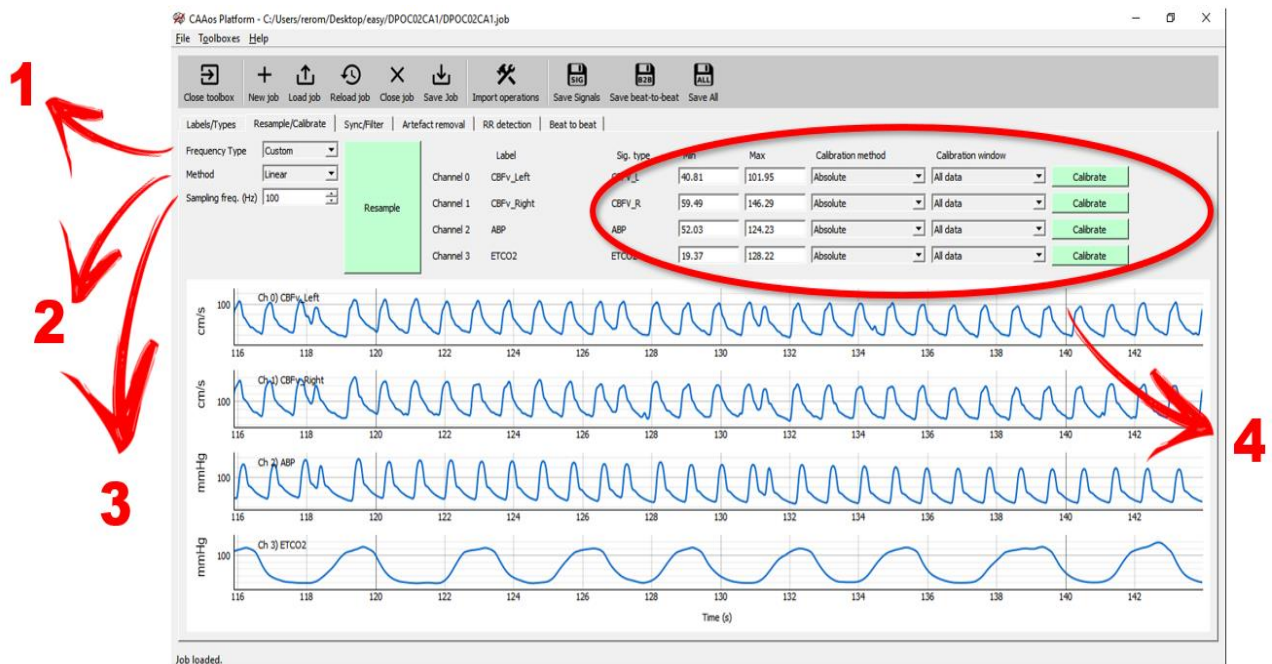 CAAos Platform - C:/Users/rerom/Desktop/easy/DPOC02CA1/DPOC02CA1.job
File Toolboxes Help
Close toolbox New job Load job Reload job Close job Save Job Import operations SIG Save Signals B2B Save beat-to-beat ALL Save All
Labels/Types Resample/Calibrate Sync/Filter Artefact removal RR detection Beat to beat
1
Frequency Type Custom
Method Linear
Sampling freq. (Hz) 100
Resample
Label Sig. type Min Max Calibration method Calibration window
Channel 0 CBFv_Left CBFV_L 40.81 101.95 Absolute All data Calibrate
Channel 1 CBFv_Right CBFV_R 59.49 146.29 Absolute All data Calibrate
Channel 2 ABP ABP 52.03 124.23 Absolute All data Calibrate
Channel 3 ETCO2 ETCO2 19.37 128.22 Absolute All data Calibrate
2
3
4
Ch 0) CBFv_Left
cm/s
100
116 118 120 122 124 126 128 130 132 134 136 138 140 142
Ch 1) CBFv_Right
cm/s
100
116 118 120 122 124 126 128 130 132 134 136 138 140 142
Ch 2) ABP
mmHg
100
116 118 120 122 124 126 128 130 132 134 136 138 140 142
Ch 3) ETCO2
mmHg
100
116 118 120 122 124 126 128 130 132 134 136 138 140 142
Time (s)
Job loaded.